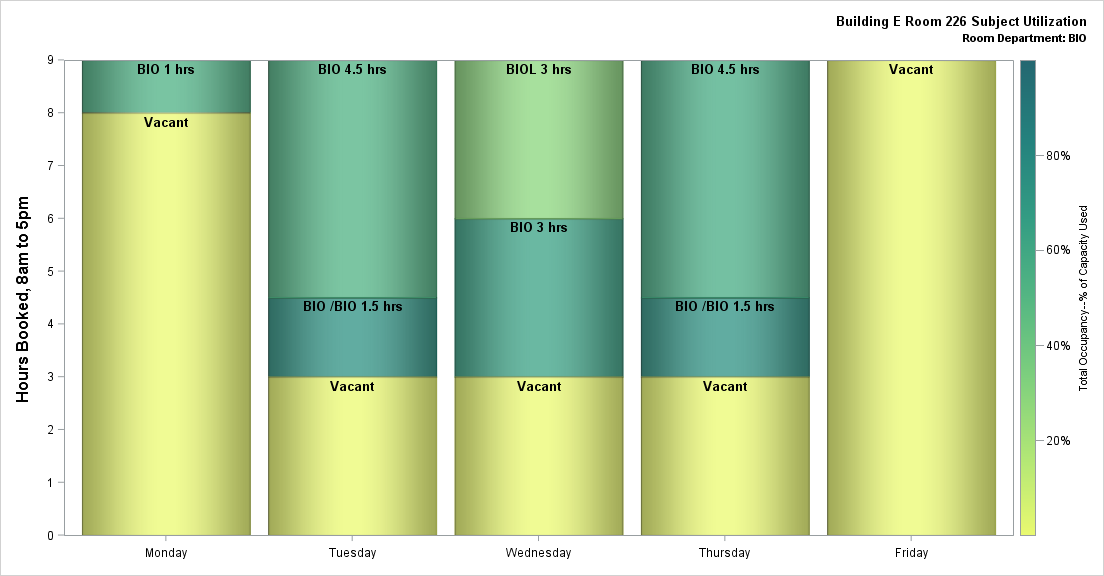 Building E Room 226 Subject Utilization
Room Department: BIO
Hours Booked, 8am to 5pm
9
8
7
6
5
4
3
2
1
0
BIO 1 hrs
Vacant
BIO 4.5 hrs
BIO /BIO 1.5 hrs
Vacant
BIOL 3 hrs
BIO 3 hrs
Vacant
BIO 4.5 hrs
BIO /BIO 1.5 hrs
Vacant
Vacant
Monday
Tuesday
Wednesday
Thursday
Friday
80%
60%
40%
20%
Total Occupancy--% of Capacity Used